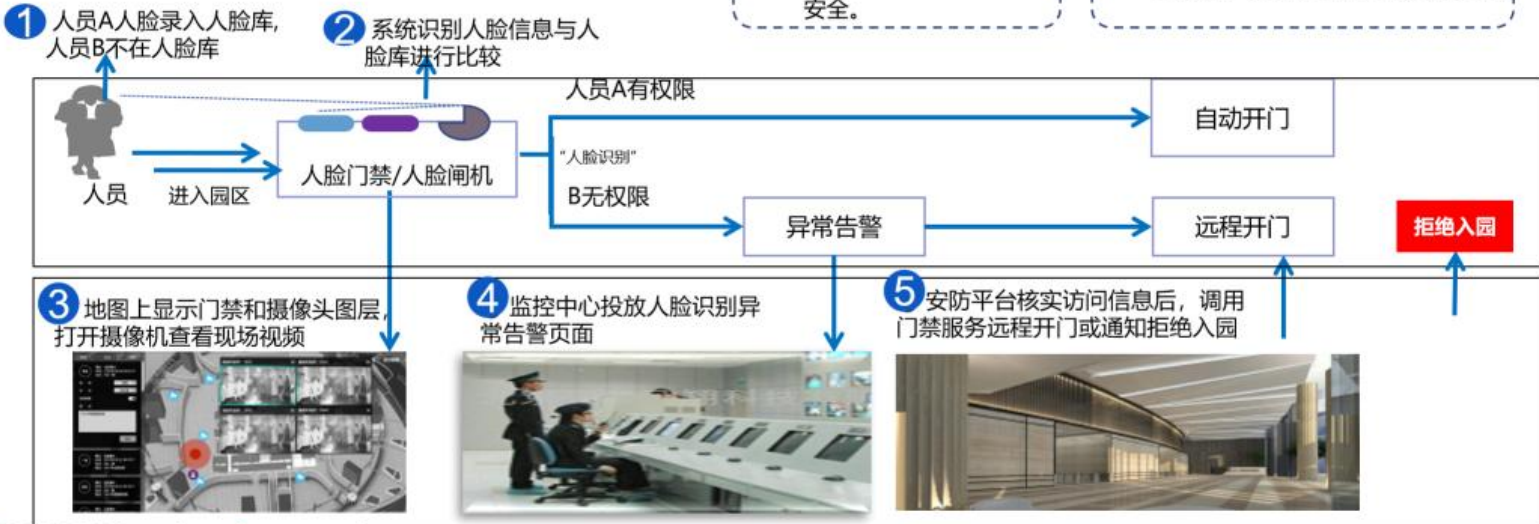 安全。
1
人员A人脸录入人脸库,
人员B不在人脸库
2
系统识别人脸信息与人
脸库进行比较
人员
进入园区
人脸门禁/人脸闸机
人员A有权限
"人脸识别"
B无权限
自动开门
异常告警
远程开门
拒绝入园
3
地图上显示门禁和摄像头图层,
打开摄像机查看现场视频
4
监控中心投放人脸识别异
常告警页面
5
安防平台核实访问信息后，调用
门禁服务远程开门或通知拒绝入园